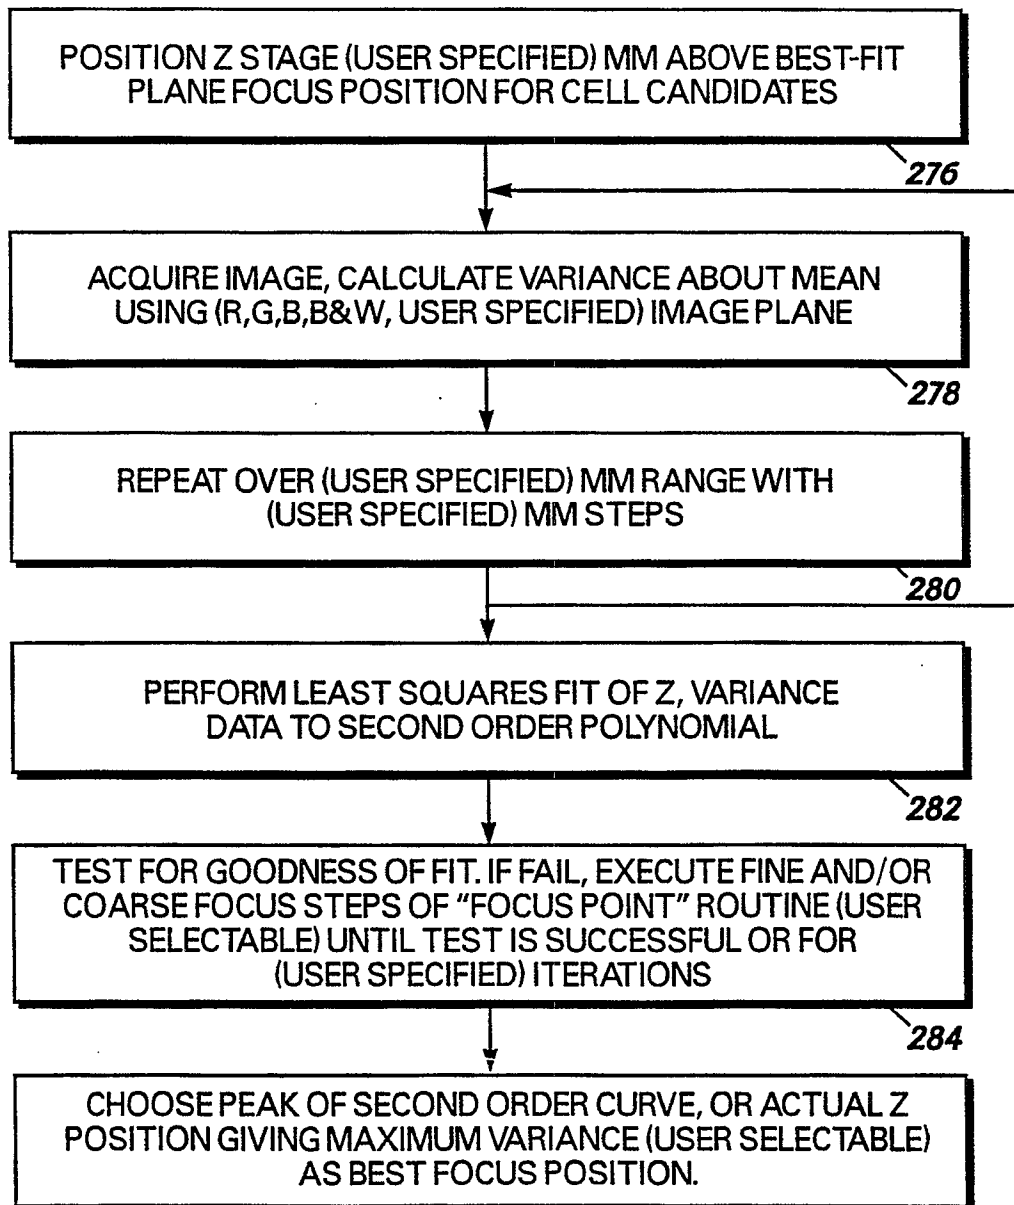 POSITION Z STAGE (USER SPECIFIED) MM ABOVE BEST-FIT
PLANE FOCUS POSITION FOR CELL CANDIDATES
276
ACQUIRE IMAGE, CALCULATE VARIANCE ABOUT MEAN
USING (R,G,B,B&W, USER SPECIFIED) IMAGE PLANE
278
REPEAT OVER (USER SPECIFIED) MM RANGE WITH
(USER SPECIFIED) MM STEPS
280
PERFORM LEAST SQUARES FIT OF Z, VARIANCE
DATA TO SECOND ORDER POLYNOMIAL
282
TEST FOR GOODNESS OF FIT. IF FAIL, EXECUTE FINE AND/OR
COARSE FOCUS STEPS OF "FOCUS POINT" ROUTINE (USER
SELECTABLE) UNTIL TEST IS SUCCESSFUL OR FOR
(USER SPECIFIED) ITERATIONS
284
CHOOSE PEAK OF SECOND ORDER CURVE, OR ACTUAL Z
POSITION GIVING MAXIMUM VARIANCE (USER SELECTABLE)
AS BEST FOCUS POSITION.